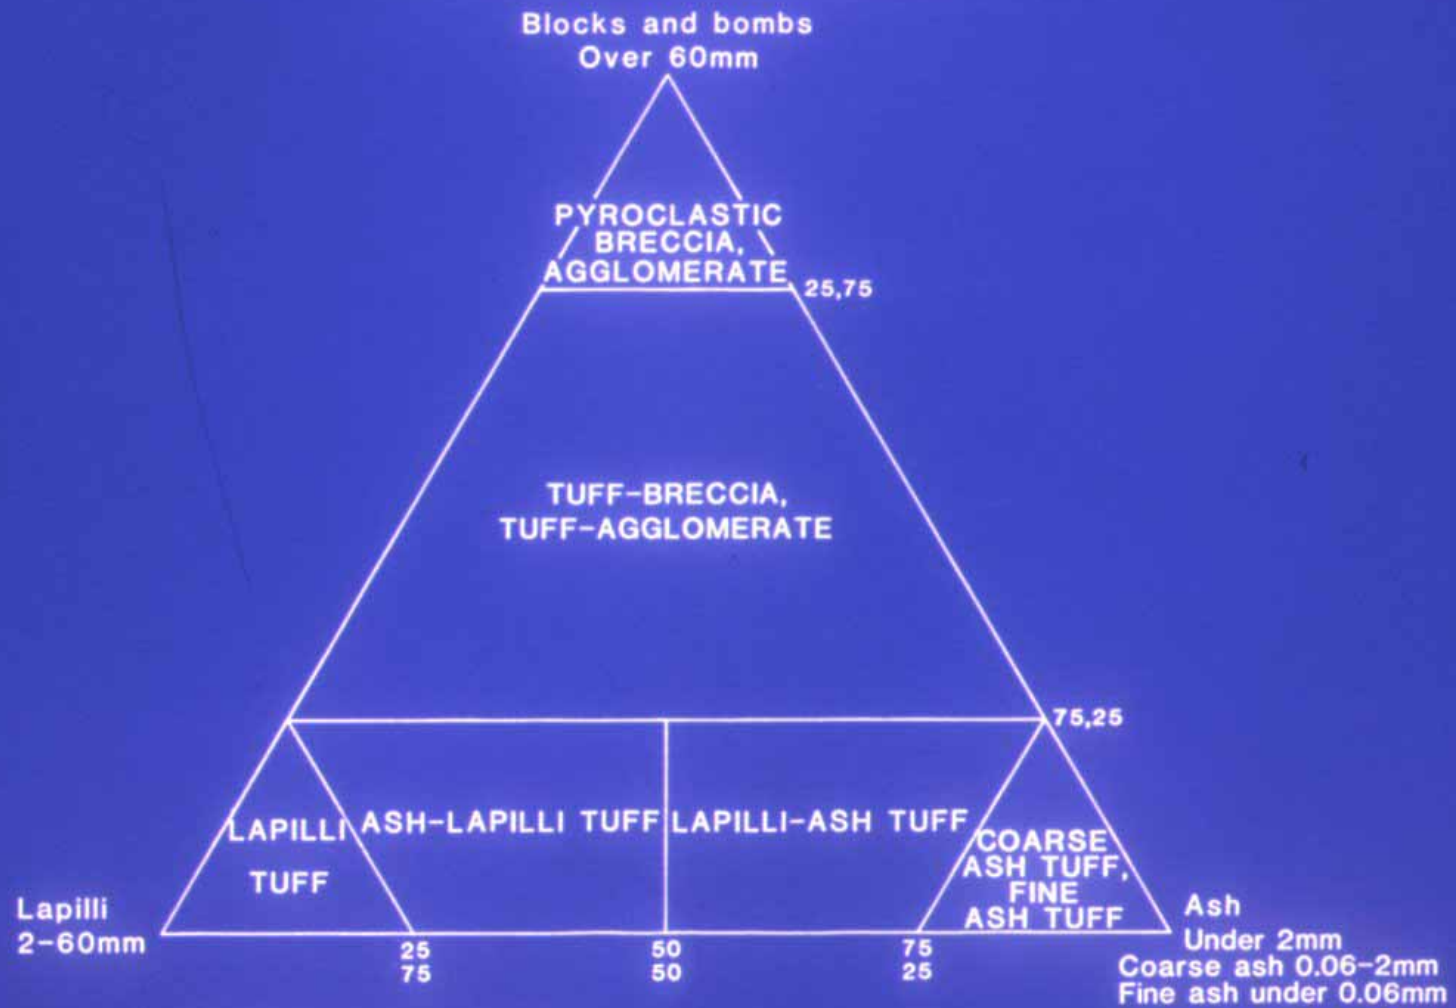 Blocks and bombs
Over 60mm
PYROCLASTIC
BRECCIA,
AGGLOMERATE
25,75
TUFF-BRECCIA,
TUFF-AGGLOMERATE
75,25
LAPILLI
TUFF
ASH-LAPILLI TUFF
LAPILLI-ASH TUFF
COARSE
ASH TUFF,
FINE
ASH TUFF
Lapilli
2-60mm
25
75
50
50
75
25
Ash
Under 2mm
Coarse ash 0.06-2mm
Fine ash under 0.06mm